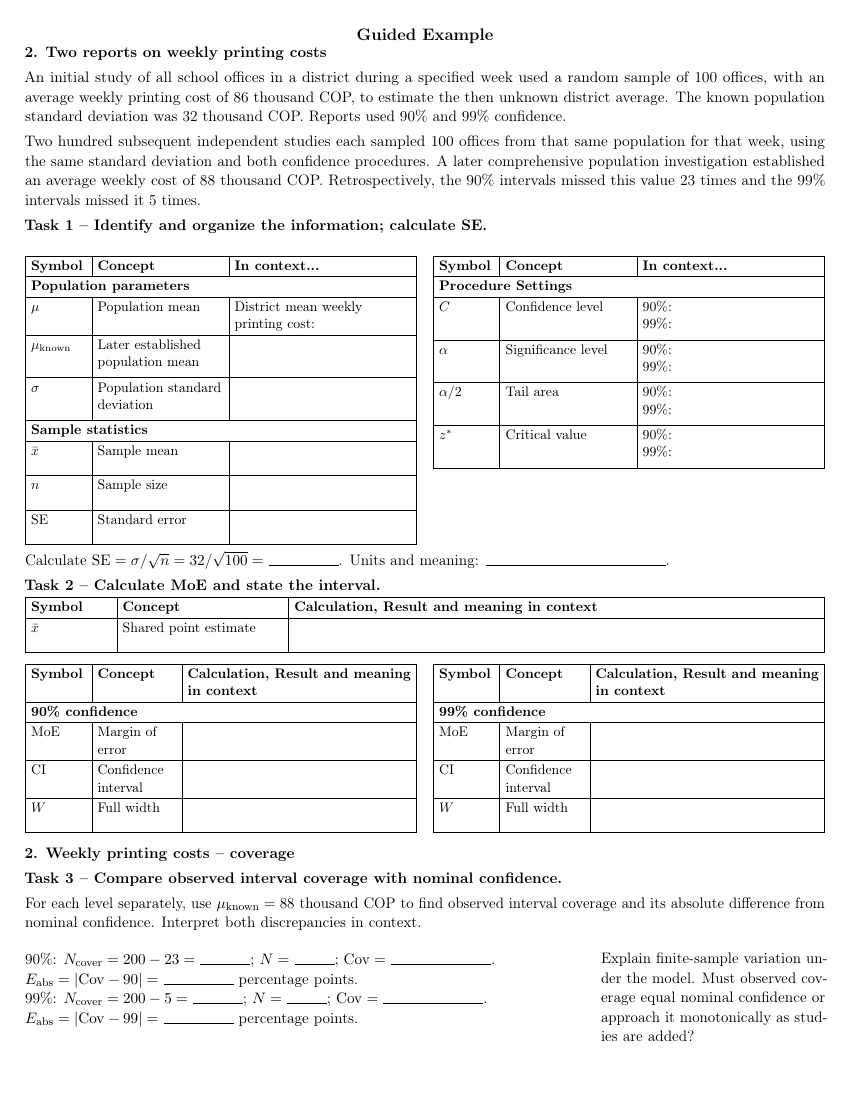 Guided Example
2. Two reports on weekly printing costs
An initial study of all school offices in a district during a specified week used a random sample of 100 offices, with an
average weekly printing cost of 86 thousand COP, to estimate the then unknown district average. The known population
standard deviation was 32 thousand COP. Reports used 90% and 99% confidence.
Two hundred subsequent independent studies each sampled 100 offices from that same population for that week, using
the same standard deviation and both confidence procedures. A later comprehensive population investigation established
an average weekly cost of 88 thousand COP. Retrospectively, the 90% intervals missed this value 23 times and the 99%
intervals missed it 5 times.
Task 1 – Identify and organize the information; calculate SE.
Symbol Concept In context...
Population parameters
μ Population mean District mean weekly
printing cost:
μknown Later established
population mean
σ Population standard
deviation
Sample statistics
x̄ Sample mean
n Sample size
SE Standard error
Symbol Concept In context...
Procedure Settings
C Confidence level 90%:
99%:
α Significance level 90%:
99%:
α/2 Tail area 90%:
99%:
z* Critical value 90%:
99%:
Calculate SE = σ/√n = 32/√100 = ________. Units and meaning: ________.
Task 2 – Calculate MoE and state the interval.
Symbol Concept Calculation, Result and meaning in context
x̄ Shared point estimate
Symbol Concept Calculation, Result and meaning
in context
90% confidence
MoE Margin of
error
CI Confidence
interval
W Full width
Symbol Concept Calculation, Result and meaning
in context
99% confidence
MoE Margin of
error
CI Confidence
interval
W Full width
2. Weekly printing costs – coverage
Task 3 – Compare observed interval coverage with nominal confidence.
For each level separately, use μknown = 88 thousand COP to find observed interval coverage and its absolute difference from
nominal confidence. Interpret both discrepancies in context.
90%: Ncover = 200 − 23 = ______; N = _____; Cov = ________.
Eabs = |Cov − 90| = ________ percentage points.
99%: Ncover = 200 − 5 = ______; N = _____; Cov = ________.
Eabs = |Cov − 99| = ________ percentage points.
Explain finite-sample variation un-
der the model. Must observed cov-
erage equal nominal confidence or
approach it monotonically as stud-
ies are added?